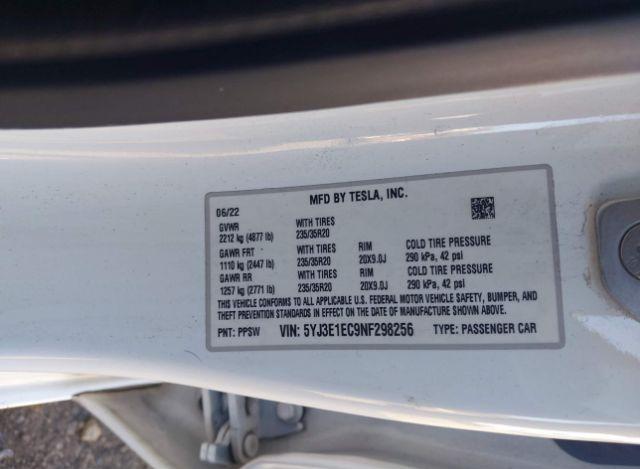 MFD BY TESLA, INC.
06/22
GVWR WITH TIRES
2212 kg (4877 lb) 235/35R20
GAWR FRT WITH TIRES RIM COLD TIRE PRESSURE
1110 kg (2447 lb) 235/35R20 20X9.0J 290 kPa, 42 psi
GAWR RR WITH TIRES RIM COLD TIRE PRESSURE
1257 kg (2771 lb) 235/35R20 20X9.0J 290 kPa, 42 psi
THIS VEHICLE CONFORMS TO ALL APPLICABLE U.S. FEDERAL MOTOR VEHICLE SAFETY, BUMPER, AND
THEFT PREVENTION STANDARDS IN EFFECT ON THE DATE OF MANUFACTURE SHOWN ABOVE.
PNT: PPSW VIN: 5YJ3E1EC9NF298256 TYPE: PASSENGER CAR